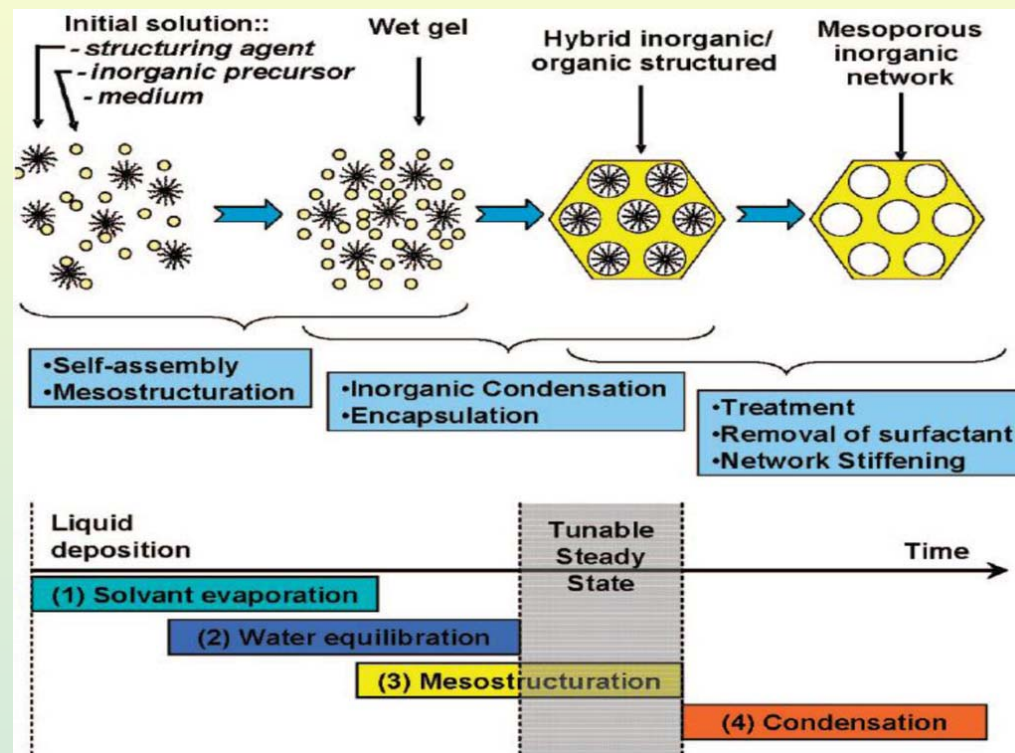 Initial solution::
- structuring agent
- inorganic precursor
- medium
Wet gel
Hybrid inorganic/
organic structured
Mesoporous
inorganic
network
•Self-assembly
•Mesostructuration
•Inorganic Condensation
•Encapsulation
•Treatment
•Removal of surfactant
•Network Stiffening
Liquid
deposition
Tunable
Steady
State
Time
(1) Solvant evaporation
(2) Water equilibration
(3) Mesostructuration
(4) Condensation